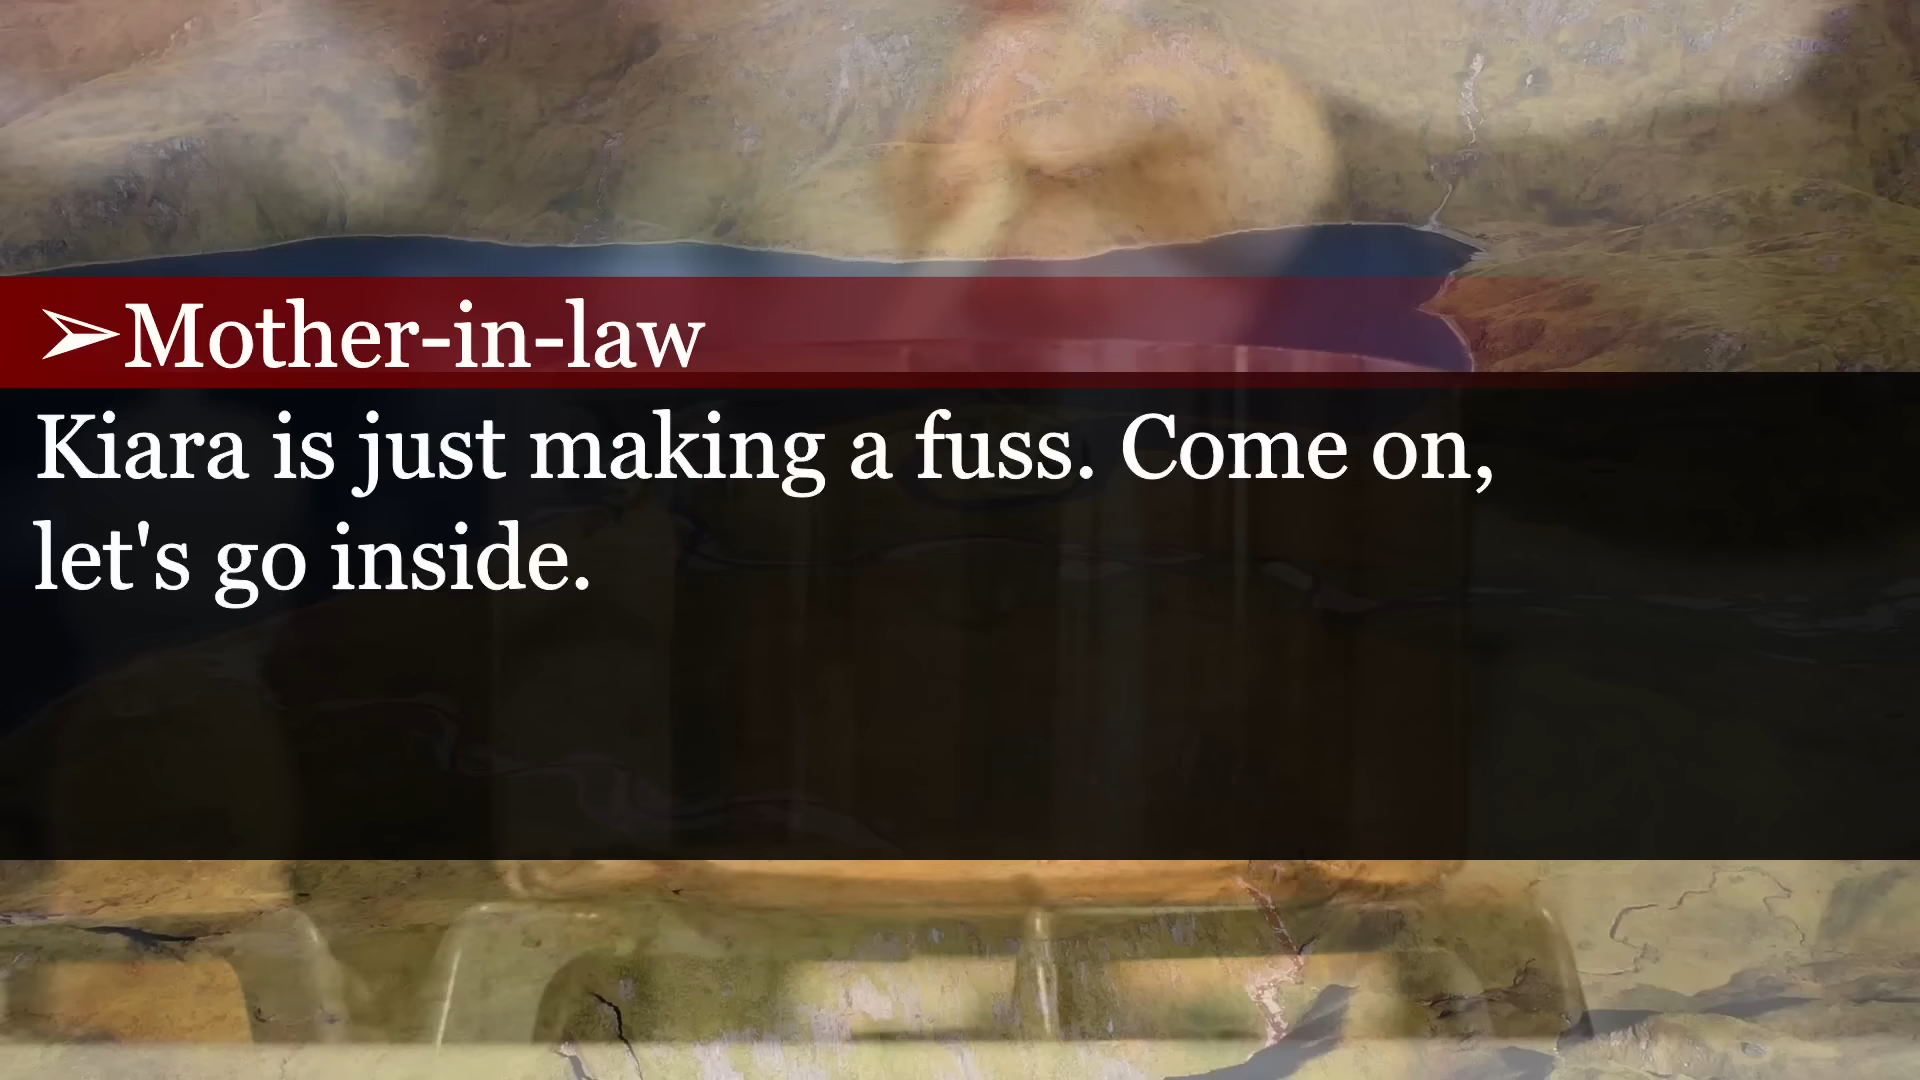 ➢Mother-in-law
Kiara is just making a fuss. Come on,
let's go inside.